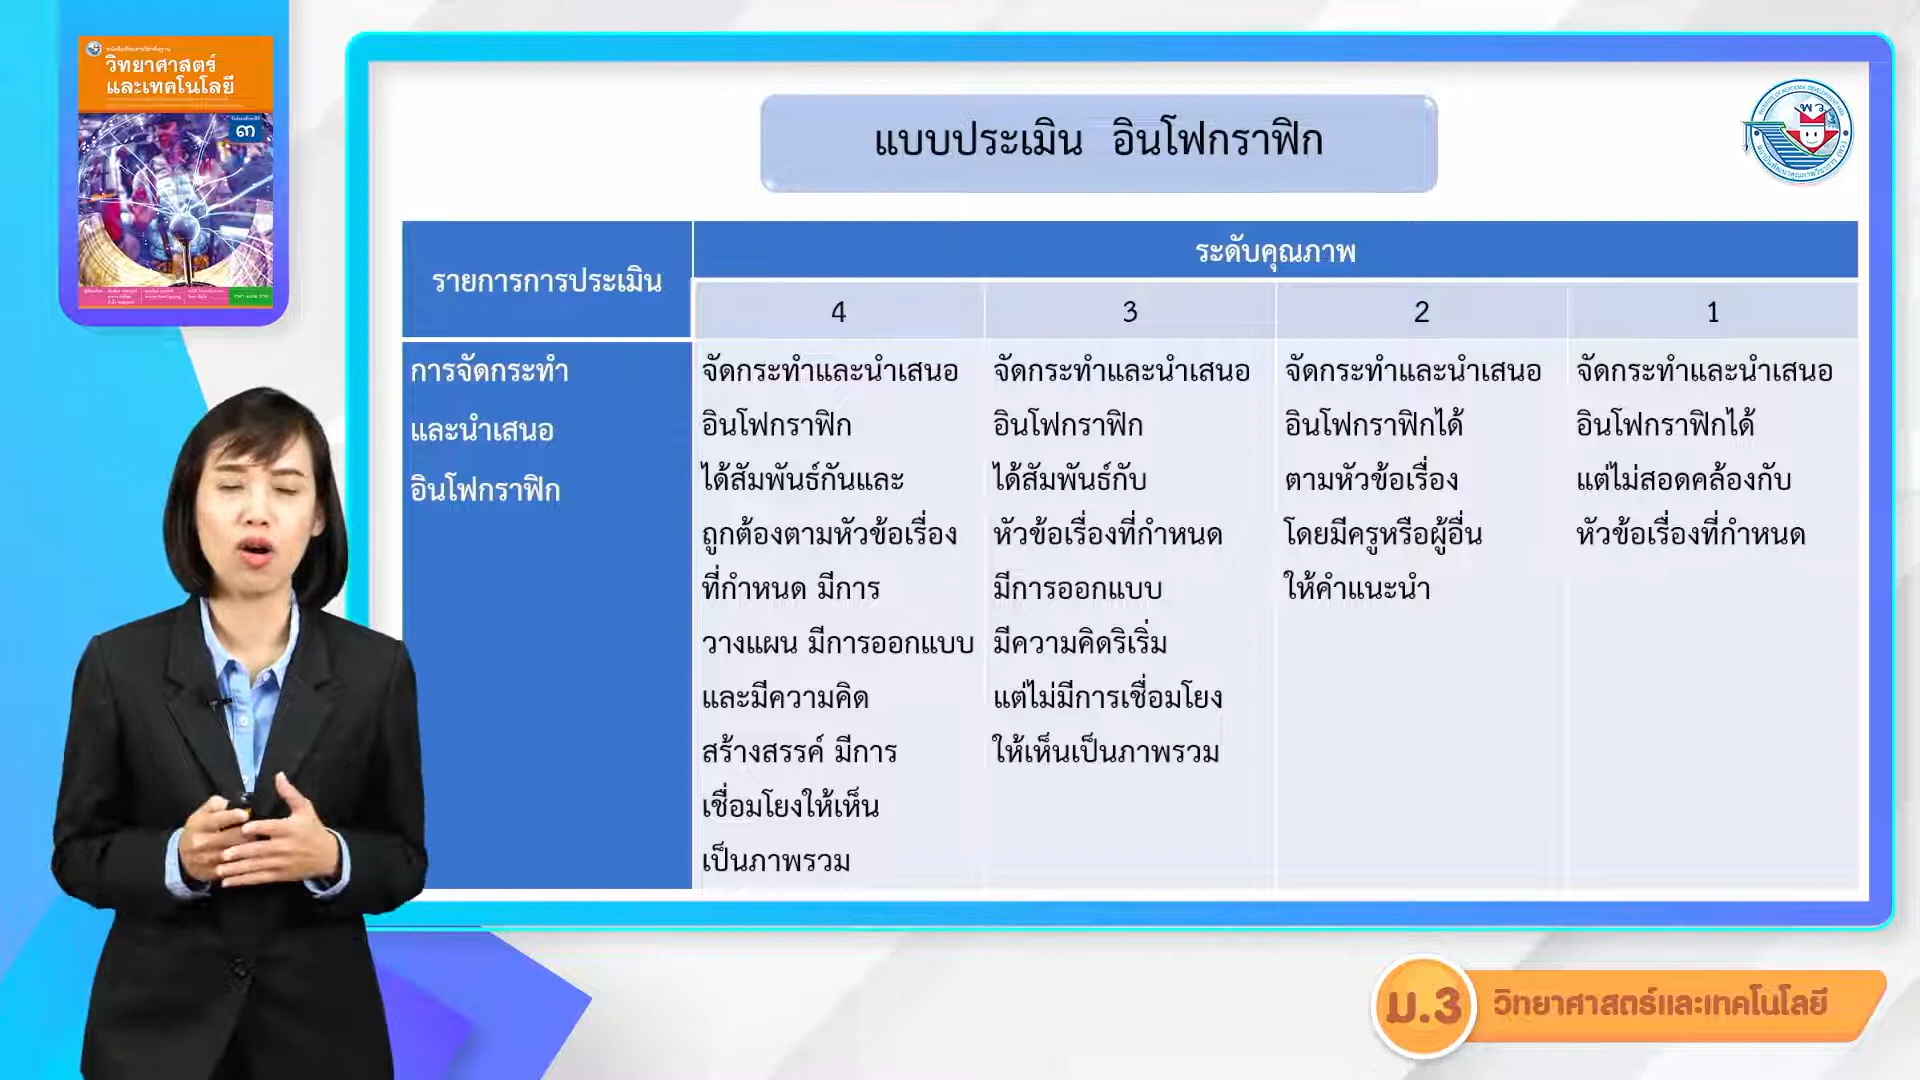 หนังสือเรียนรายวิชาพื้นฐาน
วิทยาศาสตร์
และเทคโนโลยี
๓
แบบประเมิน อินโฟกราฟิก
พว
รายการการประเมิน
ระดับคุณภาพ
4
3
2
1
การจัดกระทำ
และนำเสนอ
อินโฟกราฟิก
จัดกระทำและนำเสนอ
อินโฟกราฟิก
ได้สัมพันธ์กันและ
ถูกต้องตามหัวข้อเรื่อง
ที่กำหนด มีการ
วางแผน มีการออกแบบ
และมีความคิด
สร้างสรรค์ มีการ
เชื่อมโยงให้เห็น
เป็นภาพรวม
จัดกระทำและนำเสนอ
อินโฟกราฟิก
ได้สัมพันธ์กับ
หัวข้อเรื่องที่กำหนด
มีการออกแบบ
มีความคิดริเริ่ม
แต่ไม่มีการเชื่อมโยง
ให้เห็นเป็นภาพรวม
จัดกระทำและนำเสนอ
อินโฟกราฟิกได้
ตามหัวข้อเรื่อง
โดยมีครูหรือผู้อื่น
ให้คำแนะนำ
จัดกระทำและนำเสนอ
อินโฟกราฟิกได้
แต่ไม่สอดคล้องกับ
หัวข้อเรื่องที่กำหนด
ม.3
วิทยาศาสตร์และเทคโนโลยี